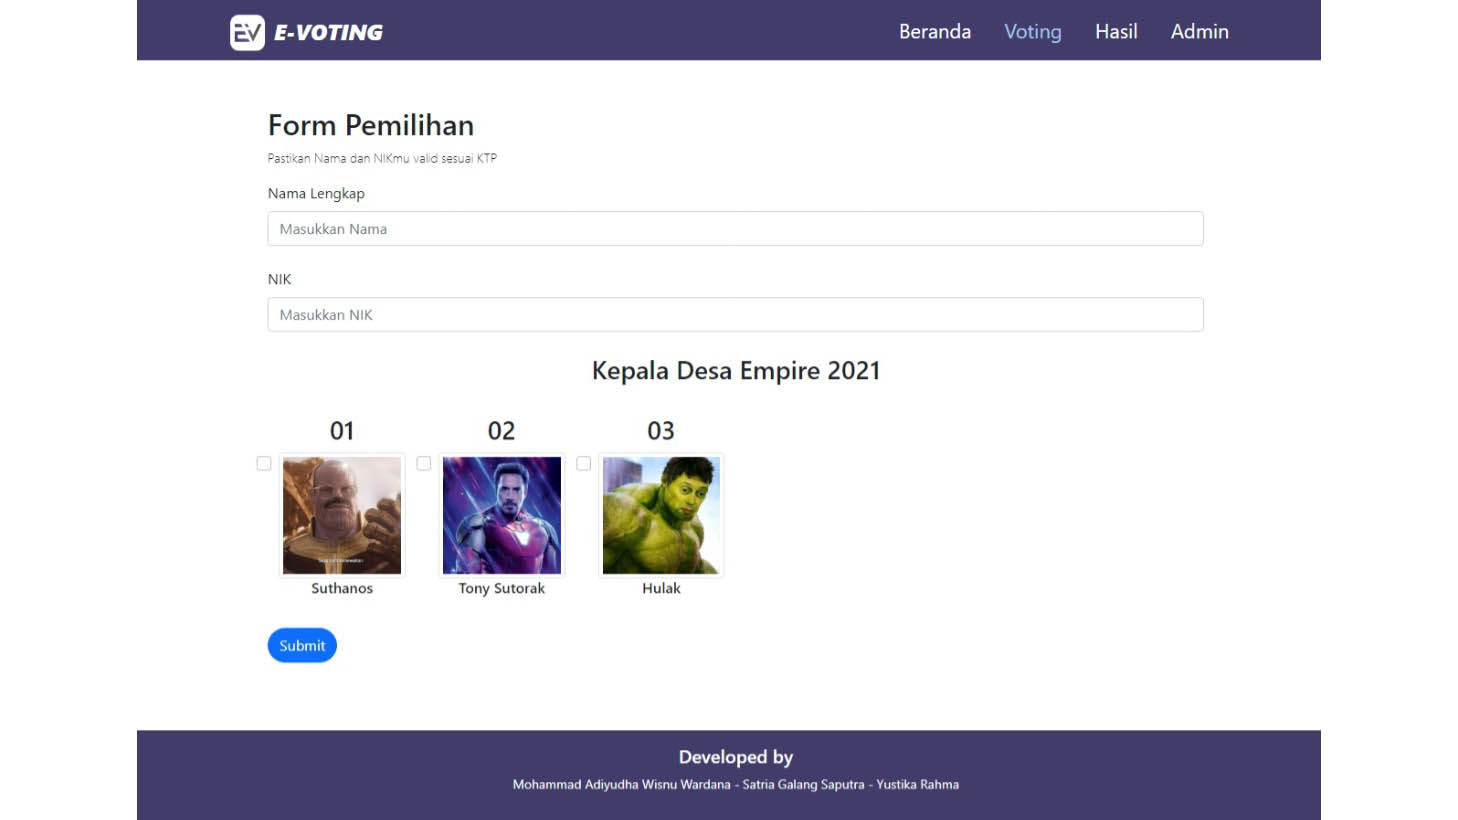 EV E-VOTING
Beranda Voting Hasil Admin
Form Pemilihan
Pastikan Nama dan NIKmu valid sesuai KTP
Nama Lengkap
Masukkan Nama
NIK
Masukkan NIK
Kepala Desa Empire 2021
01 02 03
Suthanos Tony Sutorak Hulak
Submit
Developed by
Mohammad Adiyudha Wisnu Wardana - Satria Galang Saputra - Yustika Rahma